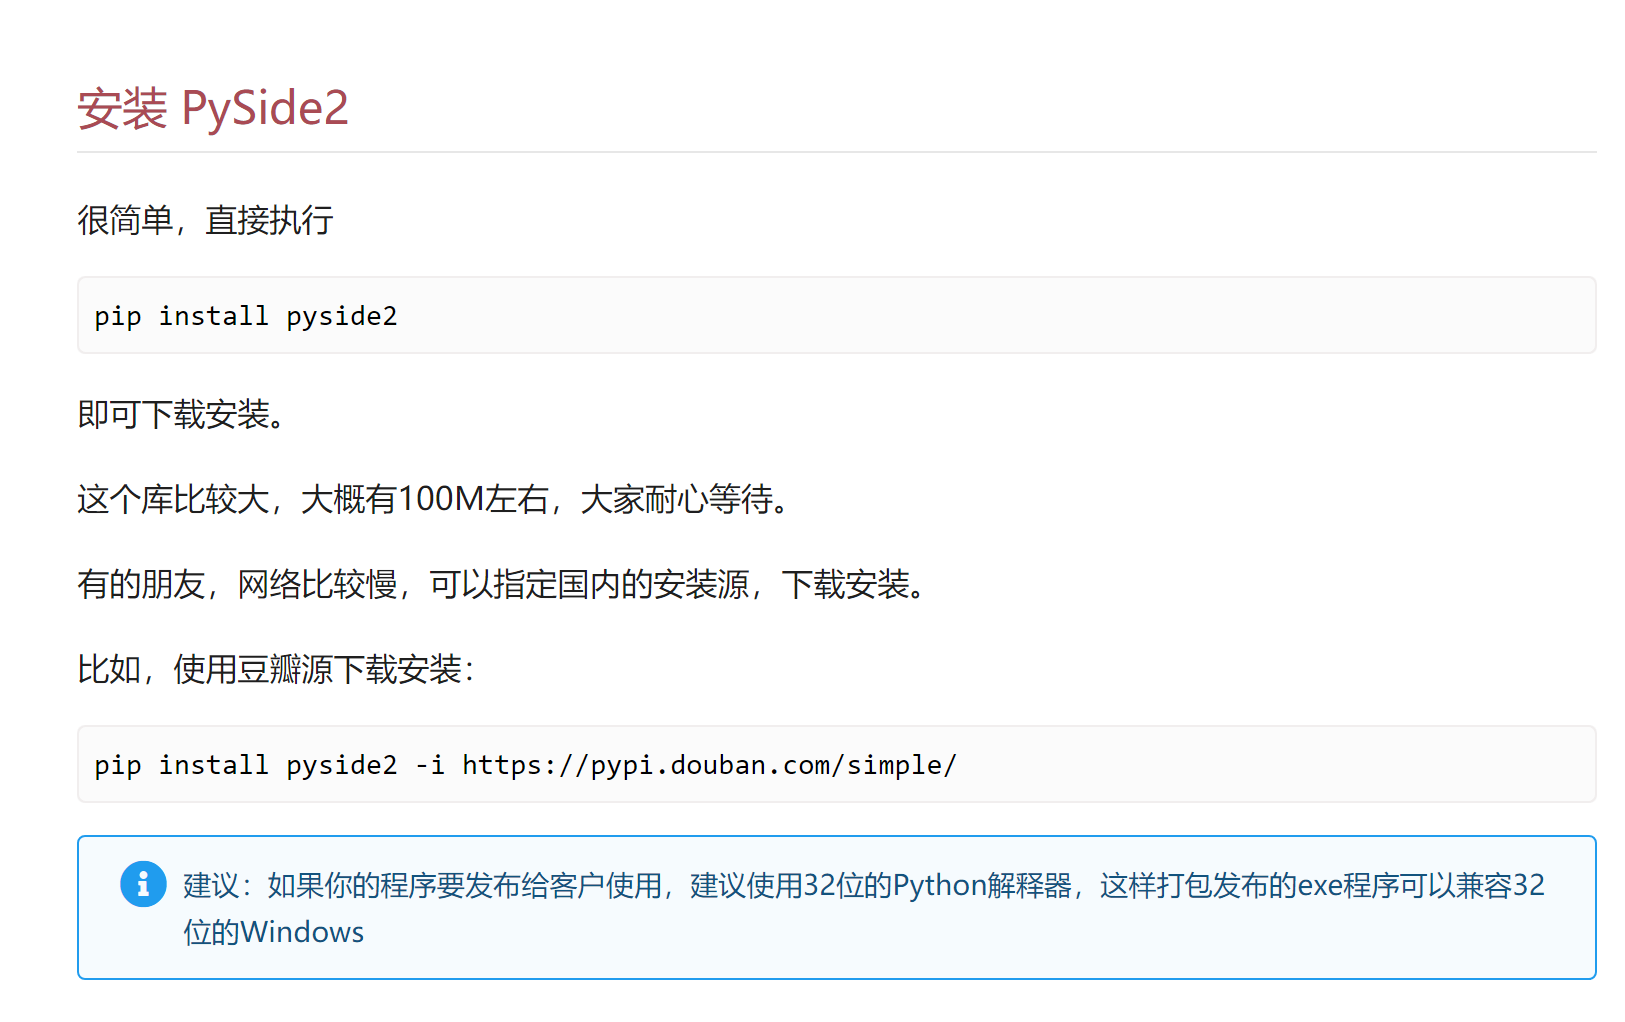 安装 PySide2
很简单，直接执行
pip install pyside2
即可下载安装。
这个库比较大，大概有100M左右，大家耐心等待。
有的朋友，网络比较慢，可以指定国内的安装源，下载安装。
比如，使用豆瓣源下载安装：
pip install pyside2 -i https://pypi.douban.com/simple/
建议：如果你的程序要发布给客户使用，建议使用32位的Python解释器，这样打包发布的exe程序可以兼容32
位的Windows